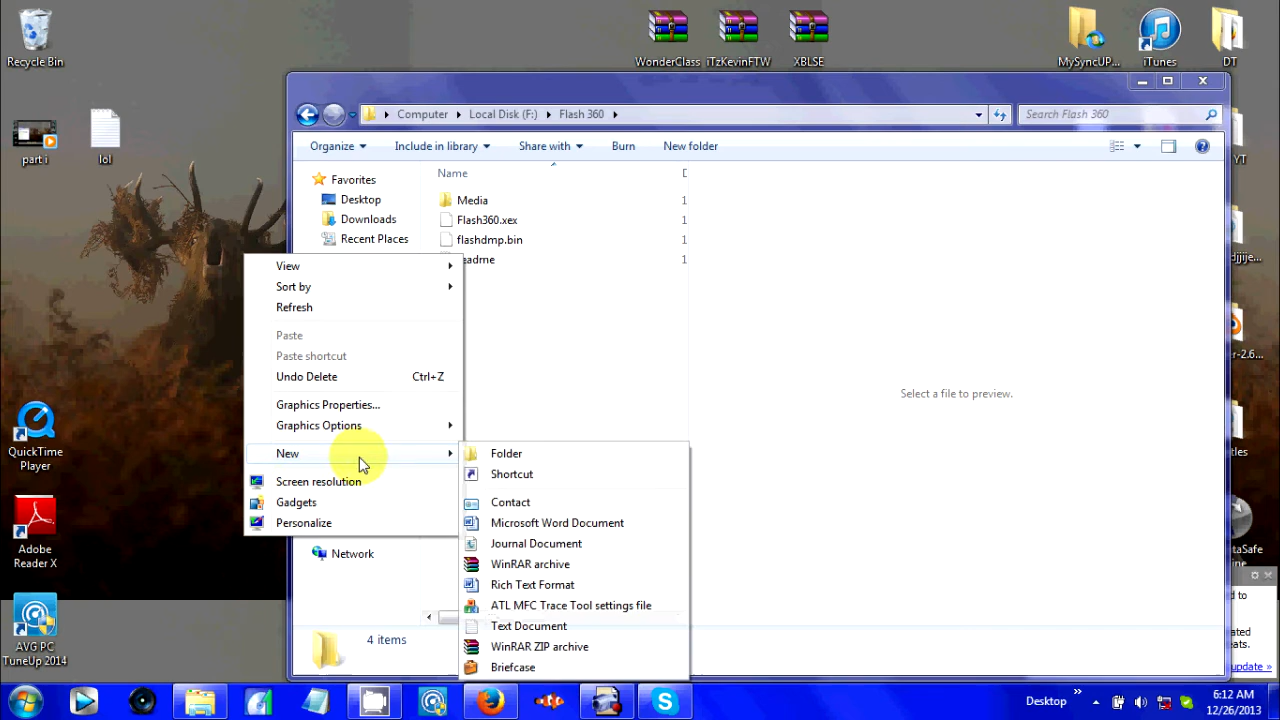 Recycle Bin
WonderClass
iTzKevinFTW
XBLSE
MySyncUP...
iTunes
DT
part i
lol
Computer
Local Disk (F:)
Flash 360
Search Flash 360
Organize
Include in library
Share with
Burn
New folder
Name
D
YT
Favorites
Desktop
Downloads
Recent Places
Media
1
Flash360.xex
1
flashdmp.bin
1
1
View
Sort by
Refresh
Paste
Paste shortcut
Undo Delete
Ctrl+Z
Graphics Properties...
Graphics Options
New
Screen resolution
Gadgets
Personalize
Folder
Shortcut
Contact
Microsoft Word Document
Journal Document
WinRAR archive
Rich Text Format
ATL MFC Trace Tool settings file
Text Document
WinRAR ZIP archive
Briefcase
Select a file to preview.
Network
4 items
QuickTime
Player
Adobe
Reader X
AVG PC
TuneUp 2014
Desktop
6:12 AM
12/26/2013